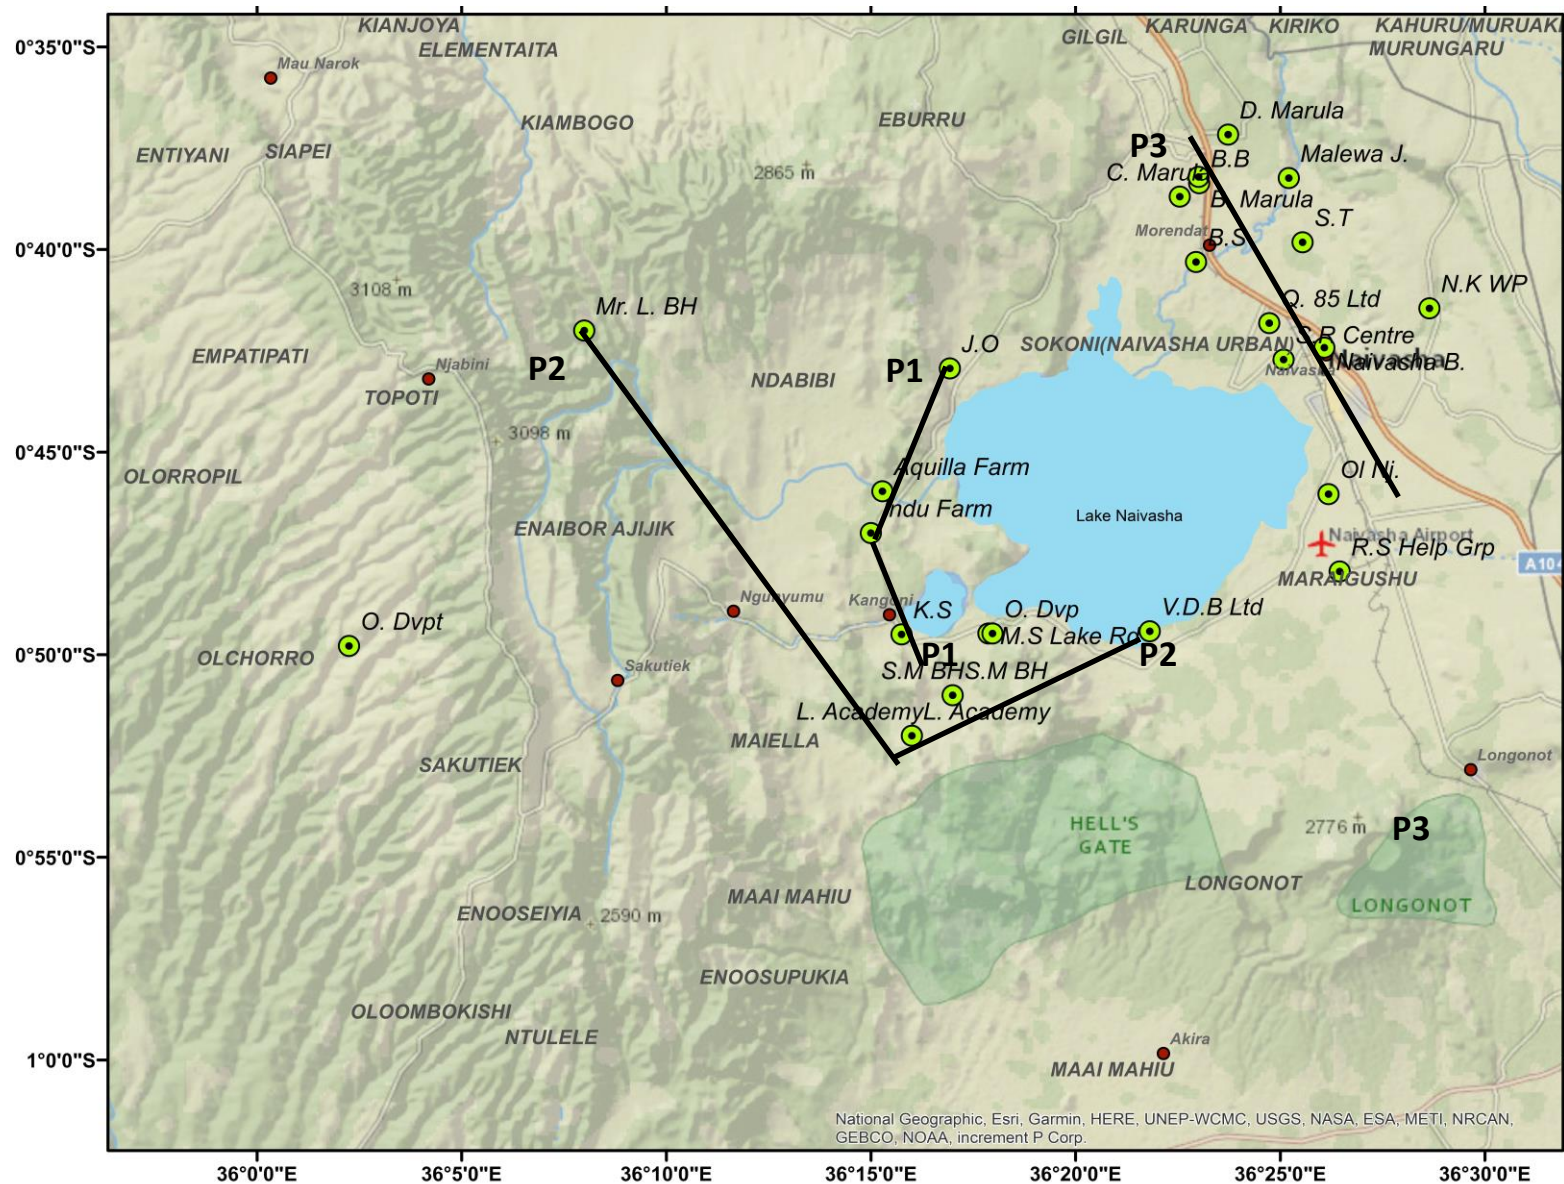 KIANJOYA
KARUNGA
KIRIKO
KAHURU/MURUAKI
0°35'0"S
ELEMENTAITA
GILGIL
MURUNGARU
Mau Narok
D. Marula
KIAMBOGO
EBURRU
P3
ENTIYANI
SIAPEI
B.B
Malewa J.
2865 m
C. Marula
B. Marula
S.T
Morendat
B.S
0°40'0"S
3108 m
N.K WP
Mr. L. BH
Q. 85 Ltd
J.O
SOKONI(NAIVASHA URBAN)
S.R Centre
EMPATIPATI
Njabini
P2
P1
Naivasha
Naivasha B.
Naivasha
NDABIBI
TOPOTI
3098 m
0°45'0"S
OLORROPIL
Aquilla Farm
Ol Nj.
Indu Farm
Lake Naivasha
ENAIBOR AJIJIK
Naivasha Airport
R.S Help Grp
A104
MARAIGUSHU
Ngunyumu
Kangoni
K.S
O. Dvp
V.D.B Ltd
O. Dvpt
M.S Lake Rd
0°50'0"S
OLCHORRO
Sakutiek
P1
P2
S.M BH
S.M BH
L. Academy
L. Academy
MAIELLA
SAKUTIEK
Longonot
HELL'S
GATE
2776 m
P3
0°55'0"S
MAAI MAHIU
LONGONOT
LONGONOT
ENOOSEIYIA
2590 m
ENOOSUPUKIA
OLOOMBOKISHI
NTULELE
Akira
1°0'0"S
MAAI MAHIU
National Geographic, Esri, Garmin, HERE, UNEP-WCMC, USGS, NASA, ESA, METI, NRCAN,
GEBCO, NOAA, increment P Corp.
36°0'0"E
36°5'0"E
36°10'0"E
36°15'0"E
36°20'0"E
36°25'0"E
36°30'0"E